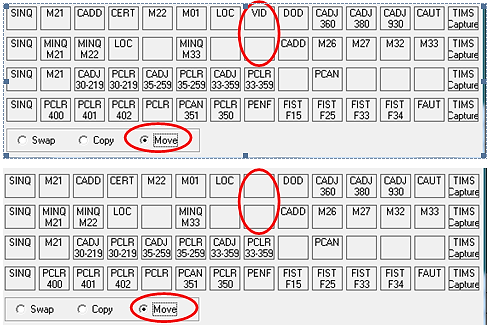 SINQ M21 CADD CERT M22 M01 LOC VID DOD CADJ CADJ CADJ CAUT TIMS
360 380 930 Capture
SINQ MINQ MINQ LOC MINQ CADD M26 M27 M32 M33 TIMS
M21 M22 M33 Capture
SINQ M21 CADJ PCLR CADJ PCLR CADJ PCLR PCAN TIMS
30-219 30-219 35-259 35-259 33-359 33-359 Capture
SINQ PCLR PCLR PCLR PCLR PCAN PCLR PENF FIST FIST FIST FIST FAUT TIMS
400 401 402 351 350 F15 F25 F33 F34 Capture
Swap Copy Move
SINQ M21 CADD CERT M22 M01 LOC DOD CADJ CADJ CADJ CAUT TIMS
360 380 930 Capture
SINQ MINQ MINQ LOC MINQ CADD M26 M27 M32 M33 TIMS
M21 M22 M33 Capture
SINQ M21 CADJ PCLR CADJ PCLR CADJ PCLR PCAN TIMS
30-219 30-219 35-259 35-259 33-359 33-359 Capture
SINQ PCLR PCLR PCLR PCLR PCAN PCLR PENF FIST FIST FIST FIST FAUT TIMS
400 401 402 351 350 F15 F25 F33 F34 Capture
Swap Copy Move